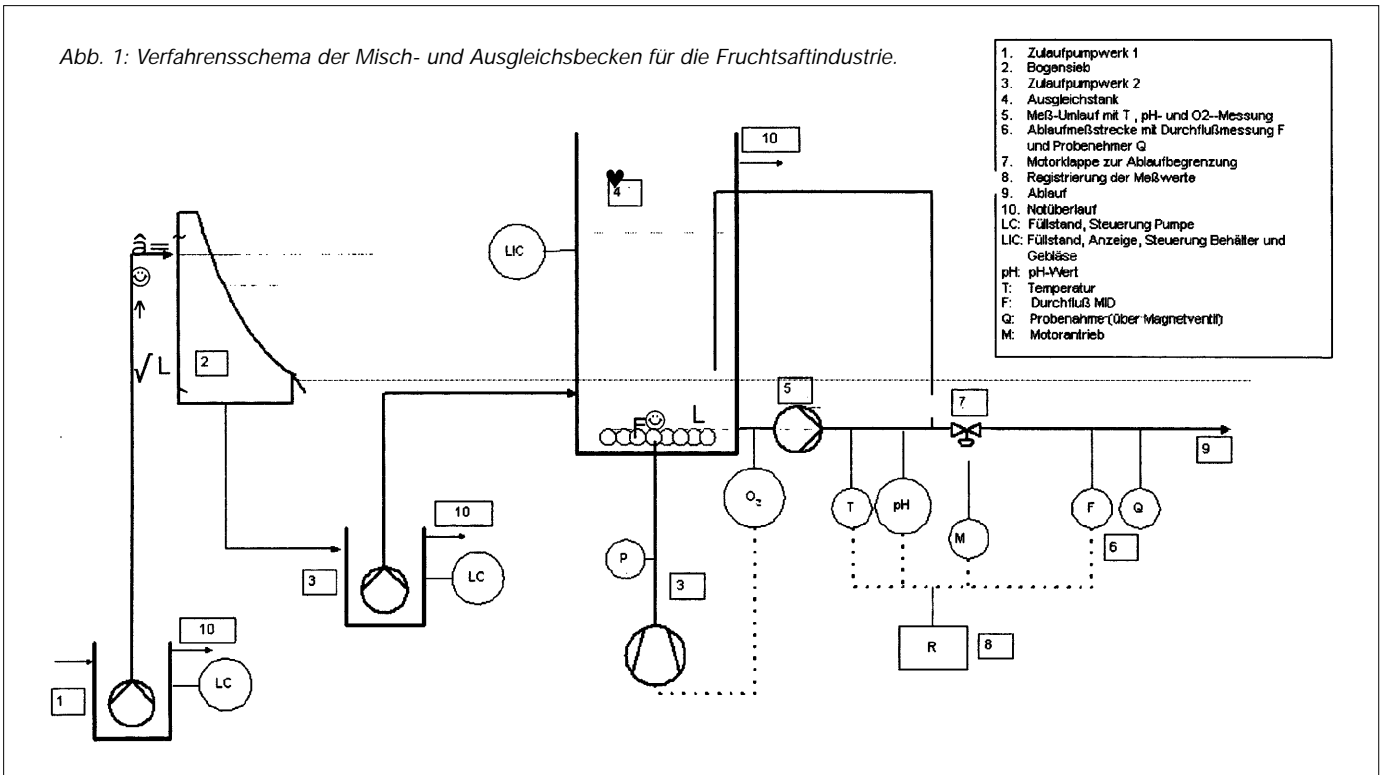 Abb. 1: Verfahrensschema der Misch- und Ausgleichsbecken für die Fruchtsaftindustrie.
1. Zulaufpumpwerk 1
2. Bogensieb
3. Zulaufpumpwerk 2
4. Ausgleichstank
5. Meß-Umlauf mit T, pH- und O2--Messung
6. Ablaufmeßstrecke mit Durchflußmessung F
und Probenehmer Q
7. Motorklappe zur Ablaufbegrenzung
8. Registrierung der Meßwerte
9. Ablauf
10. Notüberlauf
LC: Füllstand, Steuerung Pumpe
LIC: Füllstand, Anzeige, Steuerung Behälter und
Gebläse
pH: pH-Wert
T: Temperatur
F: Durchfluß MID
Q: Probenahme (über Magnetventil)
M: Motorantrieb
10
♥
4
LIC
â = ~
☺
↑
√ L
2
5
7
F ☺ L
9
O2
T
pH
M
F
Q
6
10
3
LC
P
3
R
8
10
1
LC